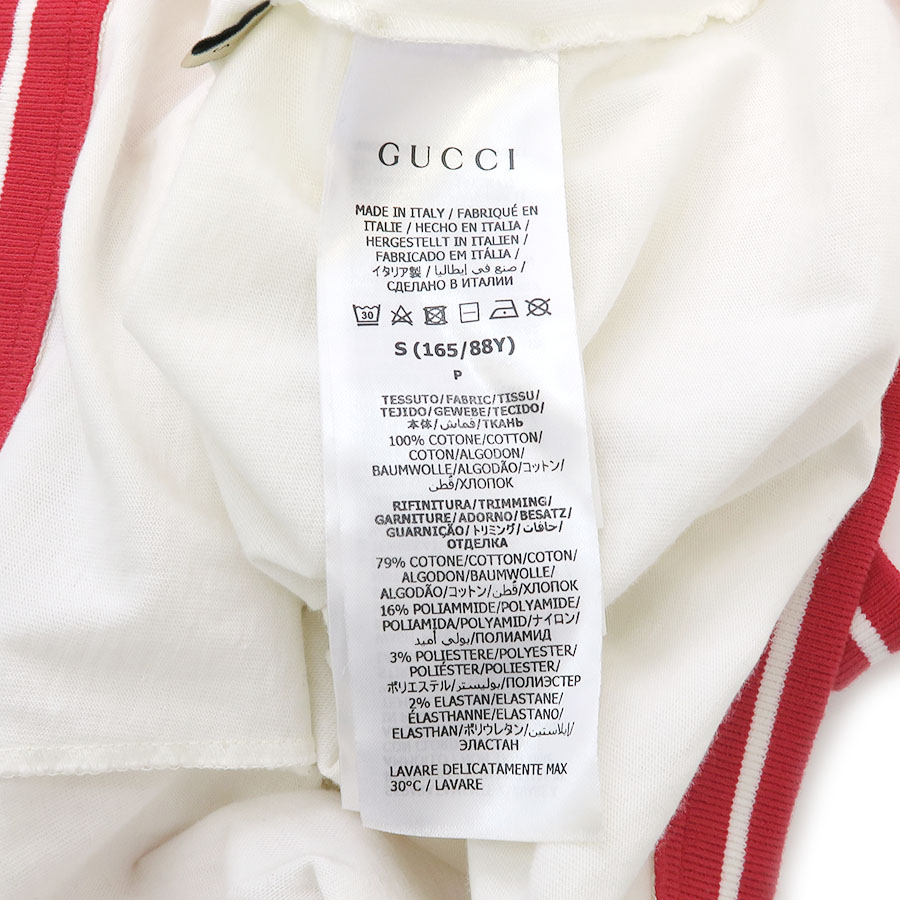 GUCCI
MADE IN ITALY / FABRIQUÉ EN
ITALIE / HECHO EN ITALIA /
HERGESTELLT IN ITALIEN /
FABRICADO EM ITÁLIA /
イタリア製 / صنع في إيطاليا /
СДЕЛАНО В ИТАЛИИ
30
S (165/88Y)
P
TESSUTO/FABRIC/TISSU/
TEJIDO/GEWEBE/TECIDO/
本体/قماش/ТКАНЬ
100% COTONE/COTTON/
COTON/ALGODON/
BAUMWOLLE/ALGODÃO/コットン/
قطن/ХЛОПОК
RIFINITURA/TRIMMING/
GARNITURE/ADORNO/BESATZ/
GUARNIÇÃO/トリミング/حافات/
ОТДЕЛКА
79% COTONE/COTTON/COTON/
ALGODON/BAUMWOLLE/
ALGODÃO/コットン/قطن/ХЛОПОК
16% POLIAMMIDE/POLYAMIDE/
POLIAMIDA/POLYAMID/ナイロン/
بولي أميد/ПОЛИАМИД
3% POLIESTERE/POLYESTER/
POLIÉSTER/POLYESTER/
ポリエステル/بوليستر/ПОЛИЭСТЕР
2% ELASTAN/ELASTANE/
ÉLASTHANNE/ELASTANO/
ELASTHAN/ポリウレタン/إيلاستين/
ЭЛАСТАН
LAVARE DELICATAMENTE MAX
30°C / LAVARE